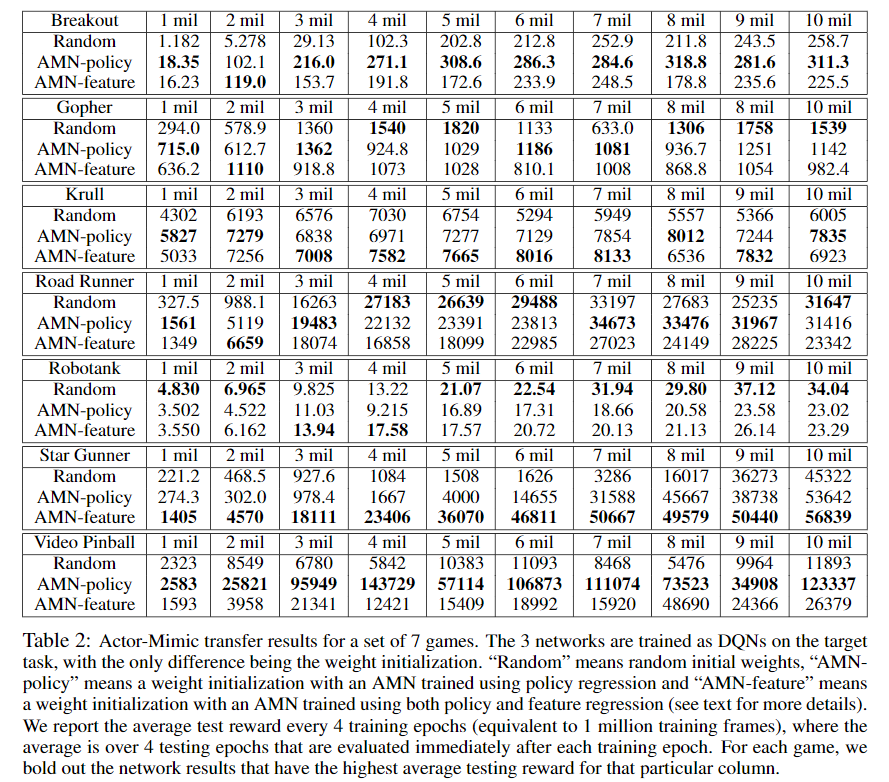 Breakout 1 mil 2 mil 3 mil 4 mil 5 mil 6 mil 7 mil 8 mil 9 mil 10 mil
Random 1.182 5.278 29.13 102.3 202.8 212.8 252.9 211.8 243.5 258.7
AMN-policy 18.35 102.1 216.0 271.1 308.6 286.3 284.6 318.8 281.6 311.3
AMN-feature 16.23 119.0 153.7 191.8 172.6 233.9 248.5 178.8 235.6 225.5
Gopher 1 mil 2 mil 3 mil 4 mil 5 mil 6 mil 7 mil 8 mil 8 mil 10 mil
Random 294.0 578.9 1360 1540 1820 1133 633.0 1306 1758 1539
AMN-policy 715.0 612.7 1362 924.8 1029 1186 1081 936.7 1251 1142
AMN-feature 636.2 1110 918.8 1073 1028 810.1 1008 868.8 1054 982.4
Krull 1 mil 2 mil 3 mil 4 mil 5 mil 6 mil 7 mil 8 mil 9 mil 10 mil
Random 4302 6193 6576 7030 6754 5294 5949 5557 5366 6005
AMN-policy 5827 7279 6838 6971 7277 7129 7854 8012 7244 7835
AMN-feature 5033 7256 7008 7582 7665 8016 8133 6536 7832 6923
Road Runner 1 mil 2 mil 3 mil 4 mil 5 mil 6 mil 7 mil 8 mil 9 mil 10 mil
Random 327.5 988.1 16263 27183 26639 29488 33197 27683 25235 31647
AMN-policy 1561 5119 19483 22132 23391 23813 34673 33476 31967 31416
AMN-feature 1349 6659 18074 16858 18099 22985 27023 24149 28225 23342
Robotank 1 mil 2 mil 3 mil 4 mil 5 mil 6 mil 7 mil 8 mil 9 mil 10 mil
Random 4.830 6.965 9.825 13.22 21.07 22.54 31.94 29.80 37.12 34.04
AMN-policy 3.502 4.522 11.03 9.215 16.89 17.31 18.66 20.58 23.58 23.02
AMN-feature 3.550 6.162 13.94 17.58 17.57 20.72 20.13 21.13 26.14 23.29
Star Gunner 1 mil 2 mil 3 mil 4 mil 5 mil 6 mil 7 mil 8 mil 9 mil 10 mil
Random 221.2 468.5 927.6 1084 1508 1626 3286 16017 36273 45322
AMN-policy 274.3 302.0 978.4 1667 4000 14655 31588 45667 38738 53642
AMN-feature 1405 4570 18111 23406 36070 46811 50667 49579 50440 56839
Video Pinball 1 mil 2 mil 3 mil 4 mil 5 mil 6 mil 7 mil 8 mil 9 mil 10 mil
Random 2323 8549 6780 5842 10383 11093 8468 5476 9964 11893
AMN-policy 2583 25821 95949 143729 57114 106873 111074 73523 34908 123337
AMN-feature 1593 3958 21341 12421 15409 18992 15920 48690 24366 26379
Table 2: Actor-Mimic transfer results for a set of 7 games. The 3 networks are trained as DQNs on the target
task, with the only difference being the weight initialization. “Random” means random initial weights, “AMN-
policy” means a weight initialization with an AMN trained using policy regression and “AMN-feature” means
a weight initialization with an AMN trained using both policy and feature regression (see text for more details).
We report the average test reward every 4 training epochs (equivalent to 1 million training frames), where the
average is over 4 testing epochs that are evaluated immediately after each training epoch. For each game, we
bold out the network results that have the highest average testing reward for that particular column.